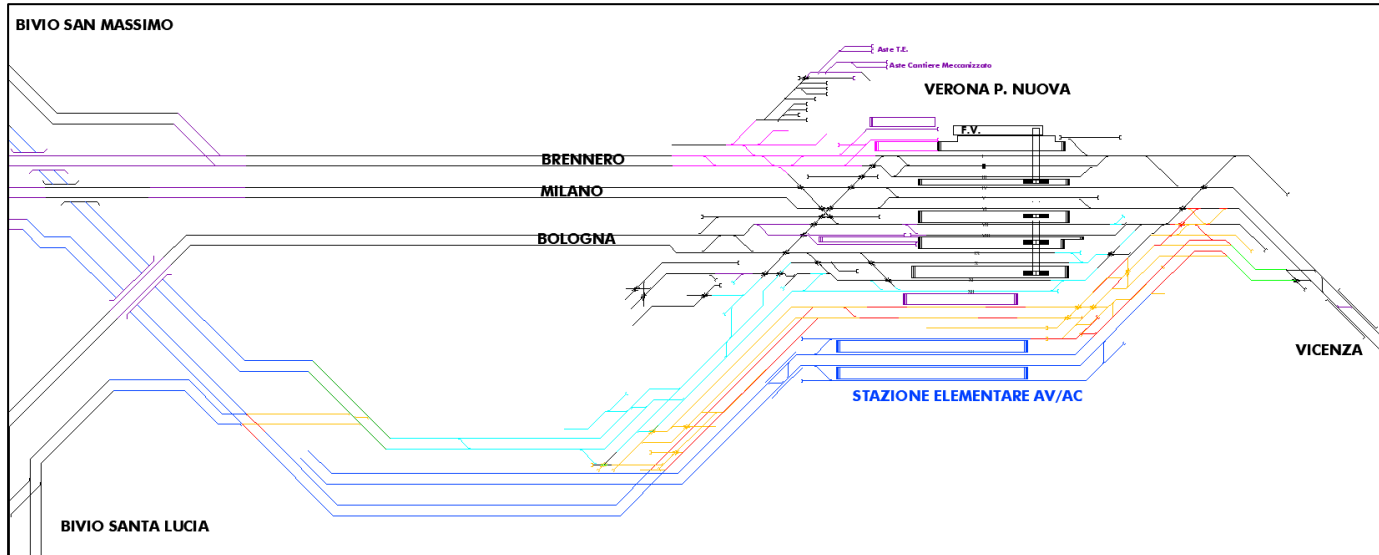 BIVIO SAN MASSIMO
Aste T.E.
Aste Cantiere Meccanizzato
VERONA P. NUOVA
F.V.
BRENNERO
MILANO
BOLOGNA
VICENZA
STAZIONE ELEMENTARE AV/AC
BIVIO SANTA LUCIA